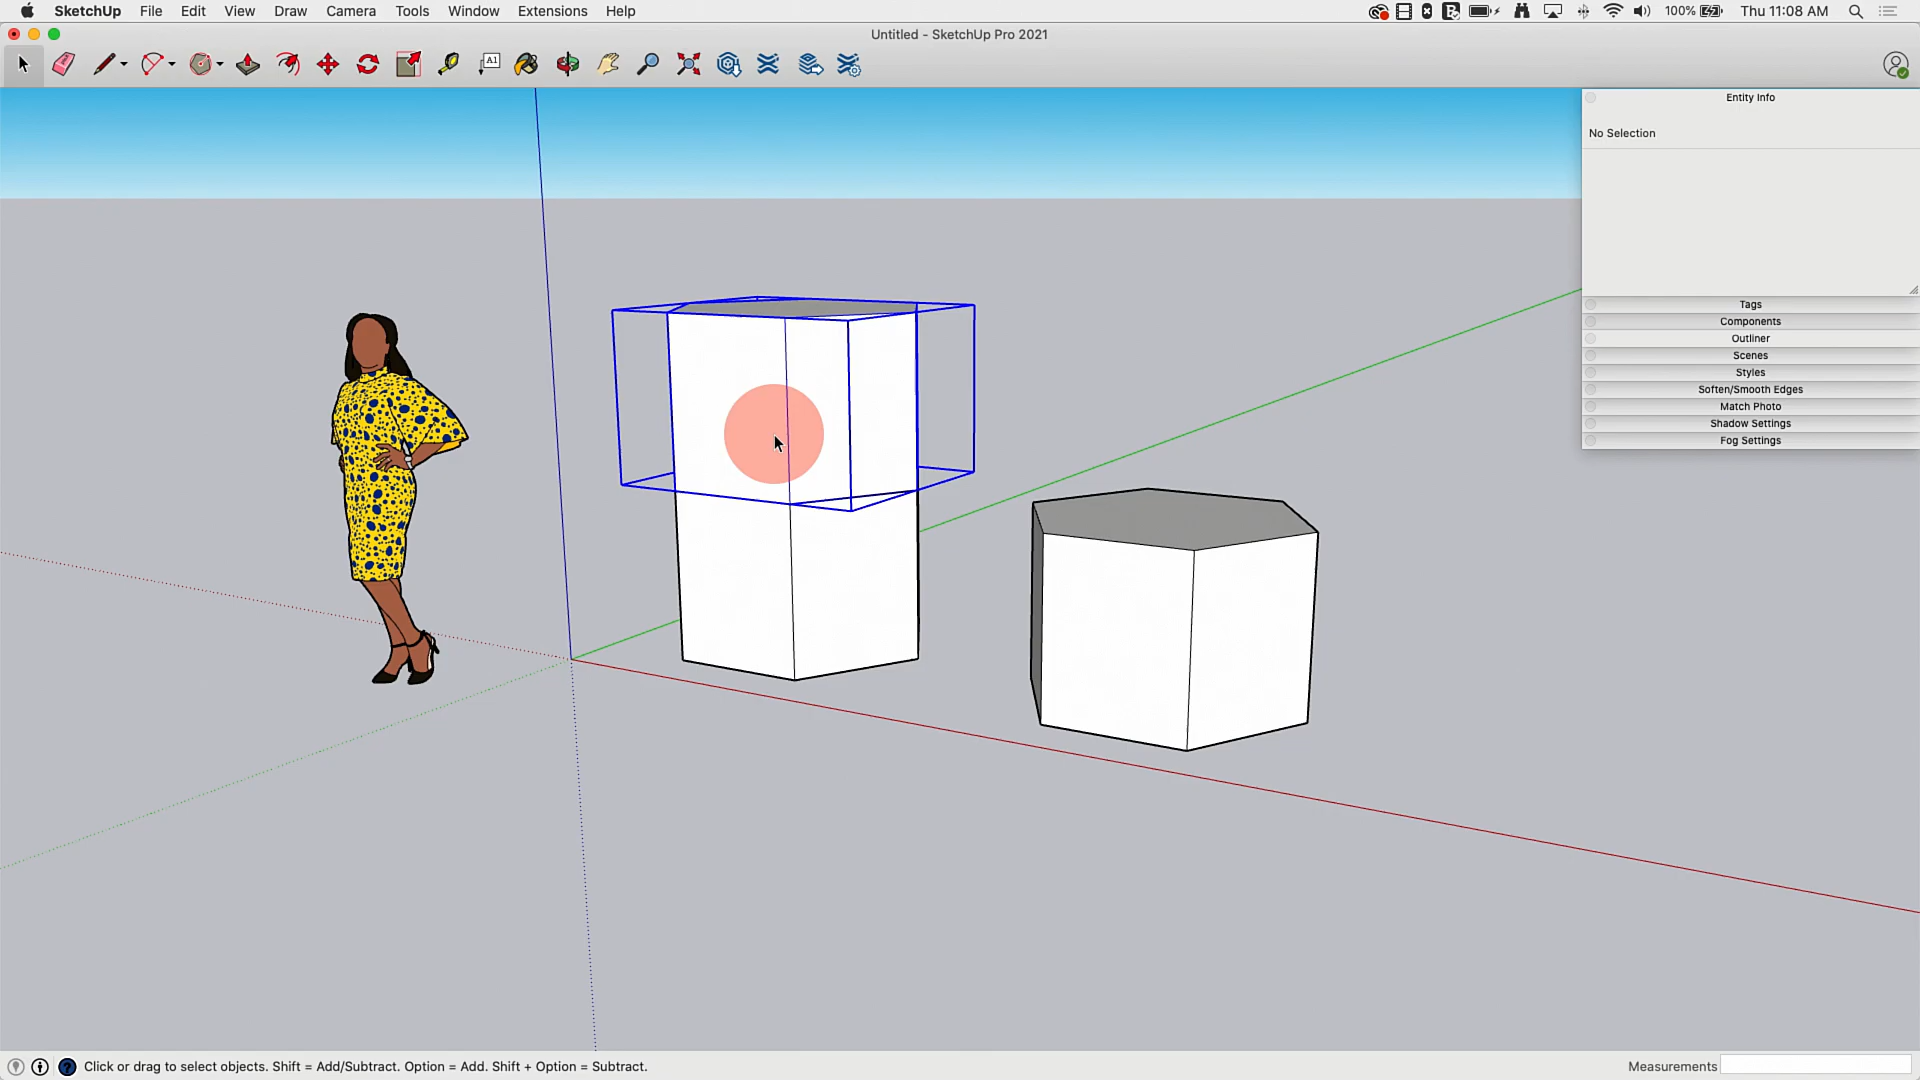 SketchUp File Edit View Draw Camera Tools Window Extensions Help 100% Thu 11:08 AM
Untitled - SketchUp Pro 2021
A1
Entity Info
No Selection
Tags
Components
Outliner
Scenes
Styles
Soften/Smooth Edges
Match Photo
Shadow Settings
Fog Settings
Click or drag to select objects. Shift = Add/Subtract. Option = Add. Shift + Option = Subtract. Measurements